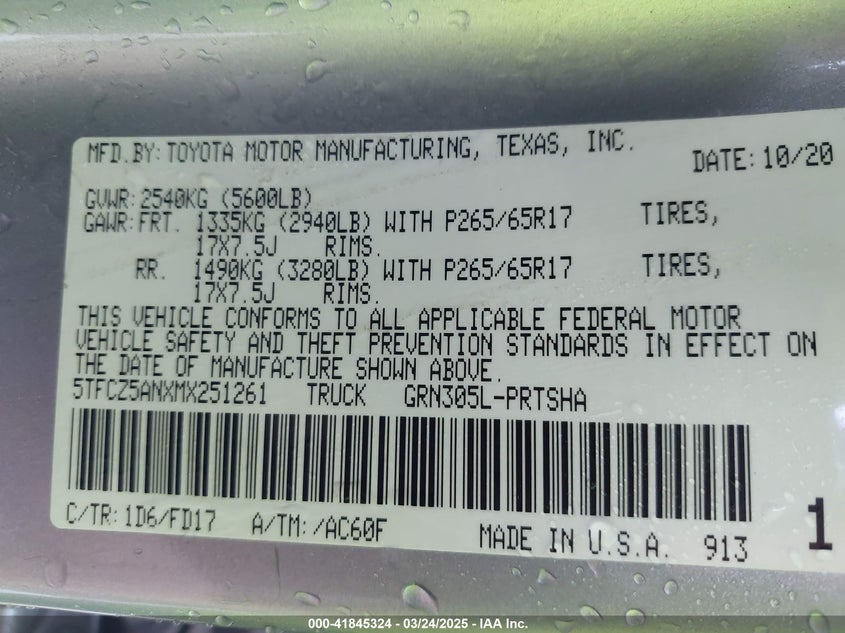 MFD.BY: TOYOTA MOTOR MANUFACTURING, TEXAS, INC. DATE: 10/20
GVWR: 2540KG (5600LB)
GAWR: FRT. 1335KG (2940LB) WITH P265/65R17 TIRES,
17X7.5J RIMS.
RR. 1490KG (3280LB) WITH P265/65R17 TIRES,
17X7.5J RIMS.
THIS VEHICLE CONFORMS TO ALL APPLICABLE FEDERAL MOTOR
VEHICLE SAFETY AND THEFT PREVENTION STANDARDS IN EFFECT ON
THE DATE OF MANUFACTURE SHOWN ABOVE.
5TFCZ5ANXMX251261 TRUCK GRN305L-PRTSHA
C/TR: 1D6/FD17 A/TM: /AC60F MADE IN U.S.A. 913 1
000-41845324 / 03/24/2025 - IAA Inc.